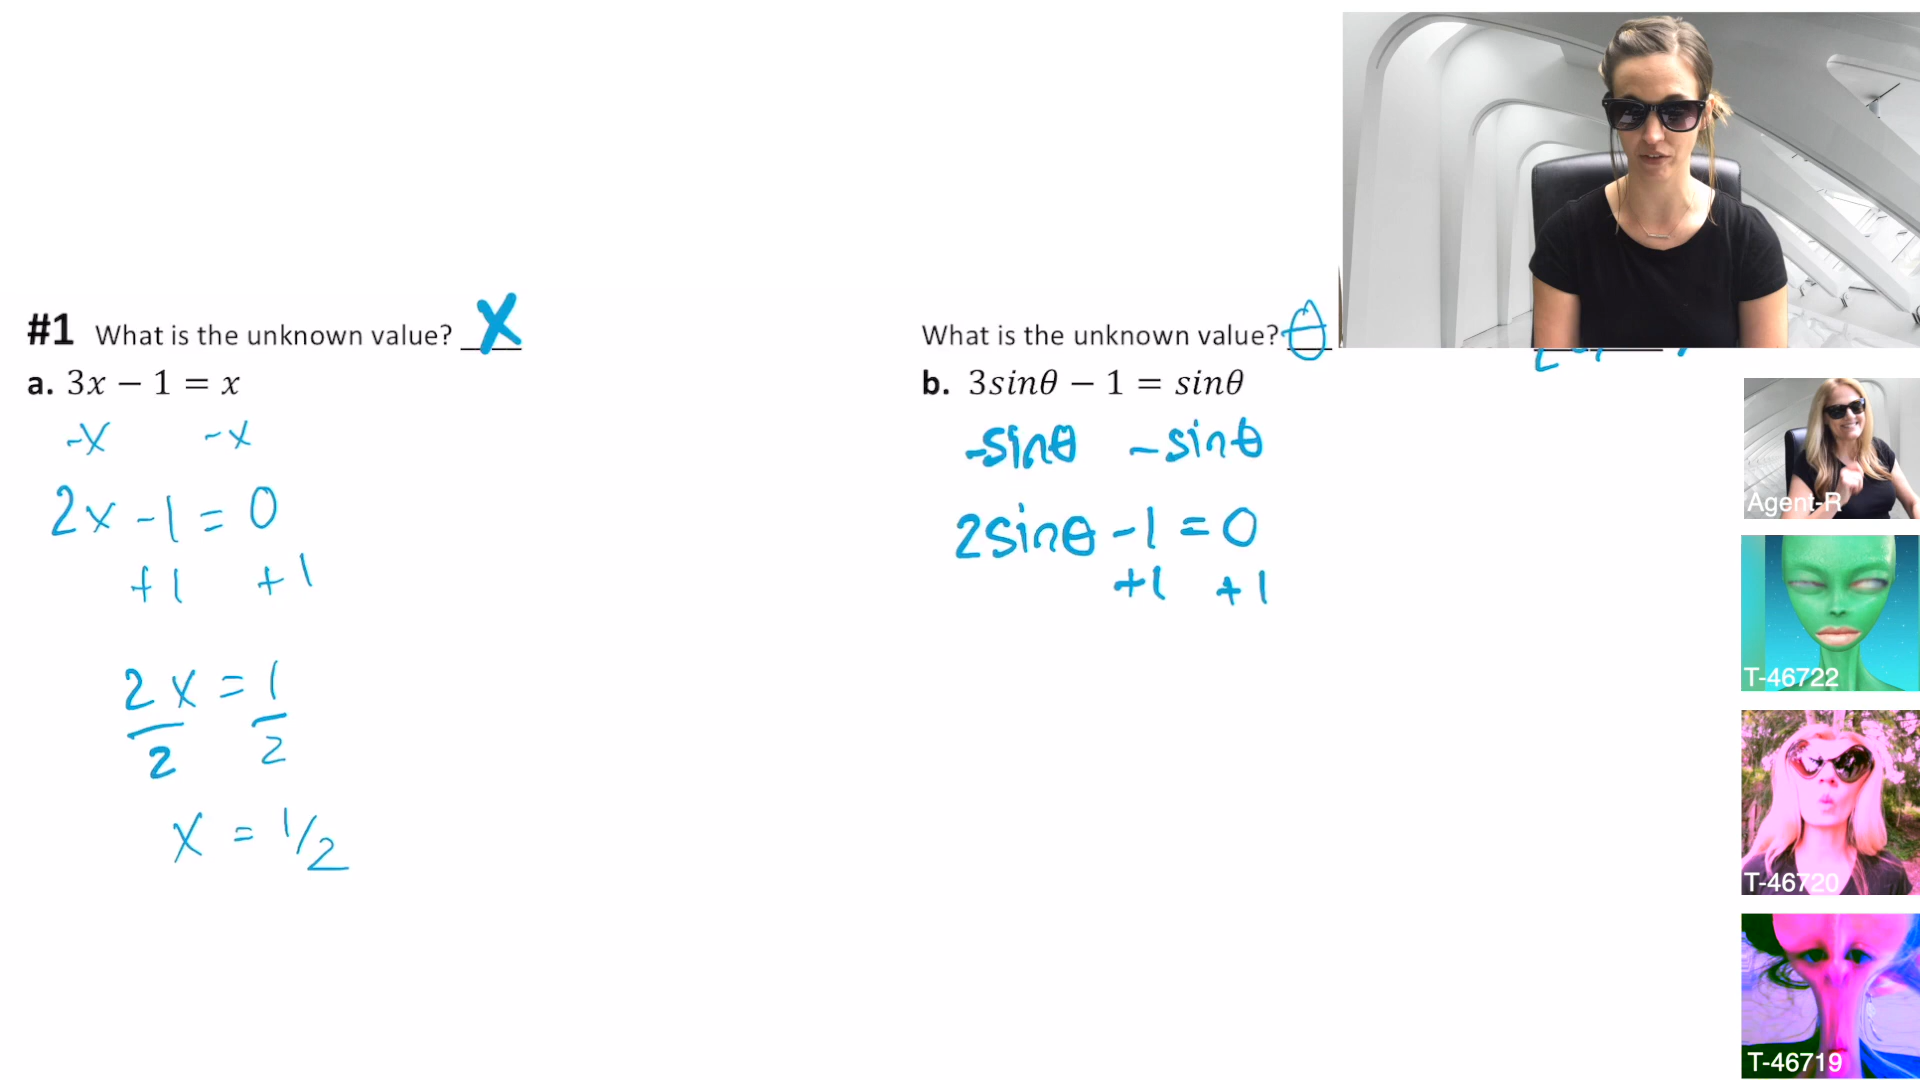 #1 What is the unknown value? X
a. 3x − 1 = x
-x -x
2x -1 = 0
+1 +1
2x = 1
2 2
x = 1/2
What is the unknown value? θ
b. 3sinθ − 1 = sinθ
-sinθ -sinθ
2sinθ -1 = 0
+1 +1
Agent-R
T-46722
T-46720
T-46719